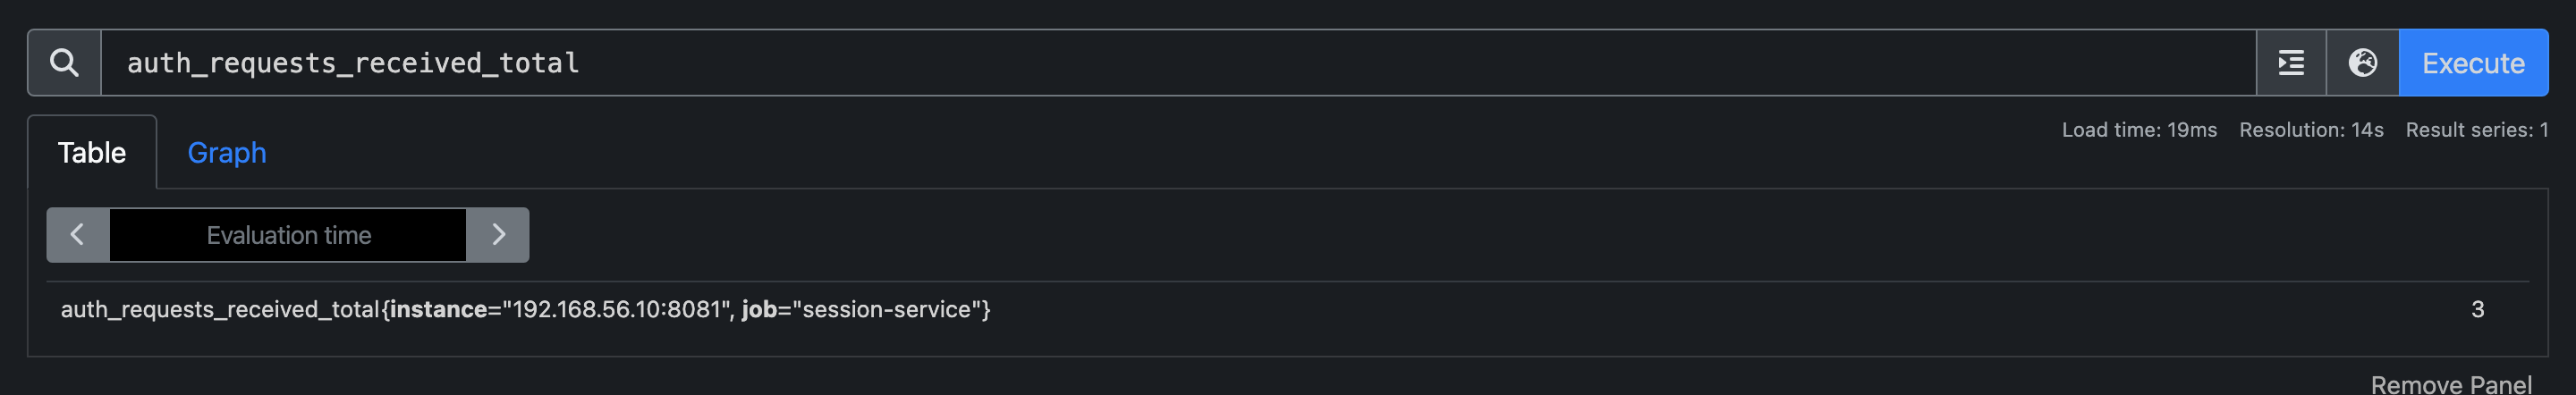 auth_requests_received_total
Execute
Table
Graph
Load time: 19ms Resolution: 14s Result series: 1
Evaluation time
auth_requests_received_total{instance="192.168.56.10:8081", job="session-service"} 3
Remove Panel